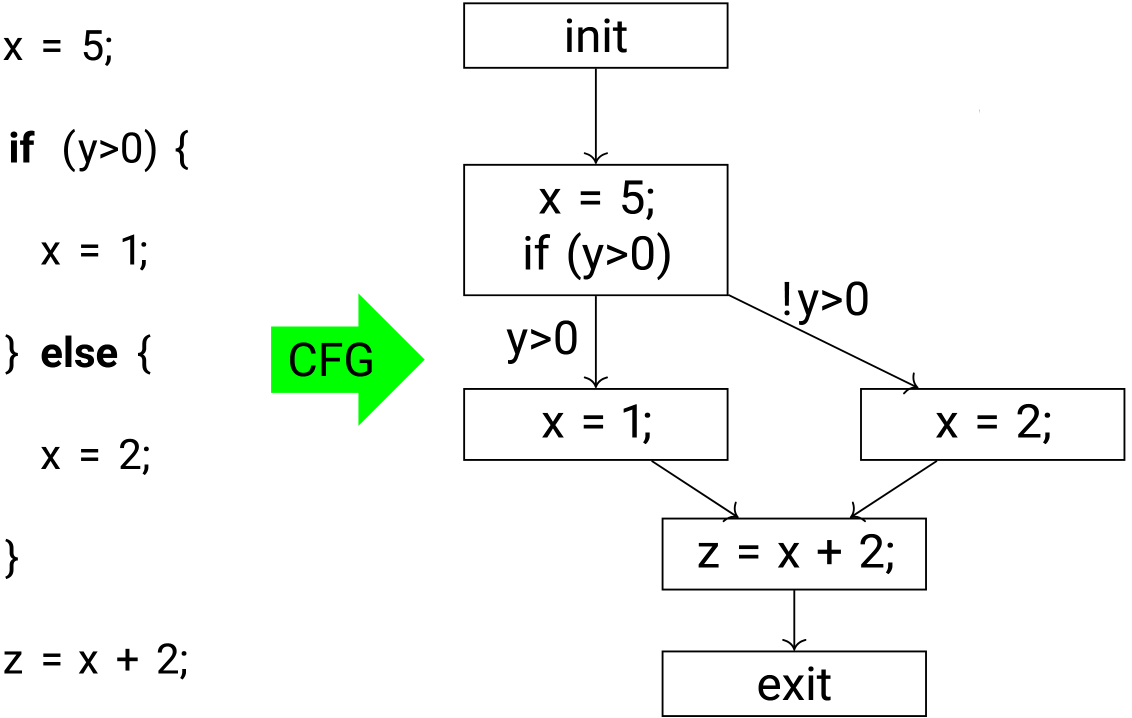 x = 5;
if (y>0) {
x = 1;
} else {
x = 2;
}
z = x + 2;
CFG
init
x = 5;
if (y>0)
y>0
!y>0
x = 1;
x = 2;
z = x + 2;
exit